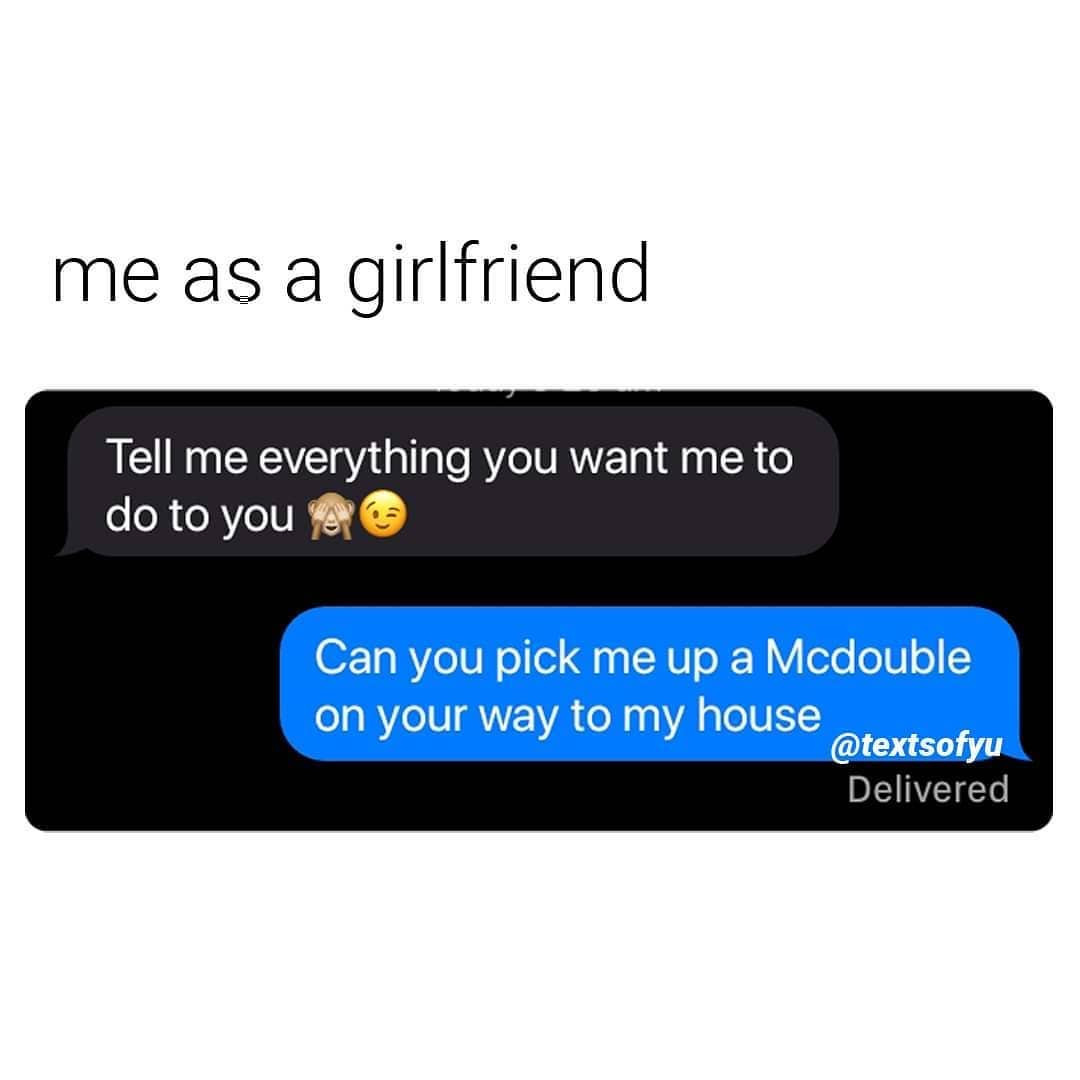 me as a girlfriend
Tell me everything you want me to
do to you 🙈😉
Can you pick me up a Mcdouble
on your way to my house
@textsofyu
Delivered